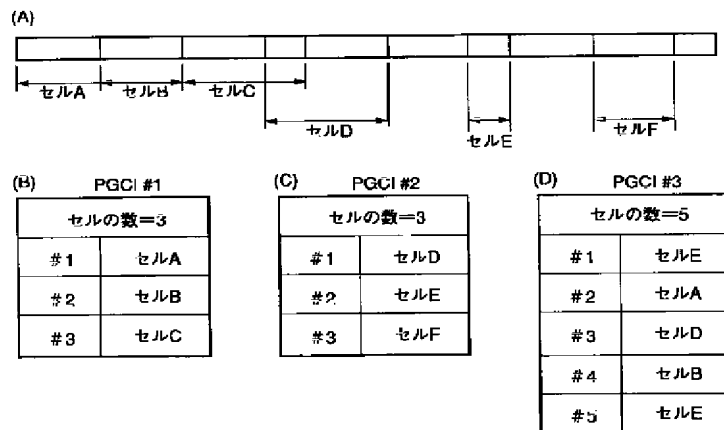 (A)
セルA セルB セルC
セルD セルE セルF
(B) PGCI #1
セルの数=3
#1 セルA
#2 セルB
#3 セルC
(C) PGCI #2
セルの数=3
#1 セルD
#2 セルE
#3 セルF
(D) PGCI #3
セルの数=5
#1 セルE
#2 セルA
#3 セルD
#4 セルB
#5 セルE